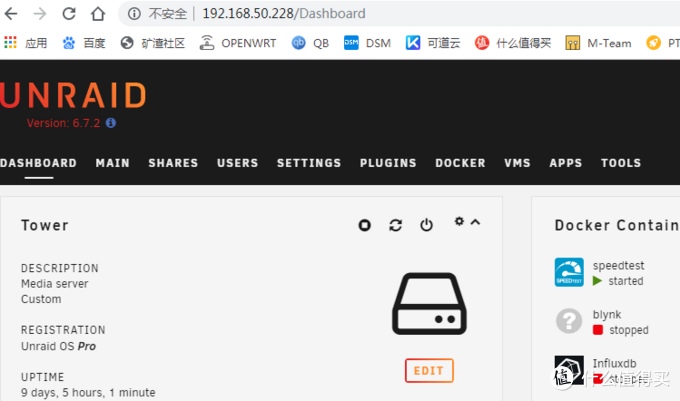 不安全 | 192.168.50.228/Dashboard
应用 百度 矿渣社区 OPENWRT QB DSM 可道云 什么值得买 M-Team PT
UNRAID
Version: 6.7.2
DASHBOARD MAIN SHARES USERS SETTINGS PLUGINS DOCKER VMS APPS TOOLS
Tower
DESCRIPTION
Media server
Custom
REGISTRATION
Unraid OS Pro
UPTIME
9 days, 5 hours, 1 minute
EDIT
Docker Contain
SPEEDTEST
speedtest
started
blynk
stopped
Influxdb
值 什么值得买